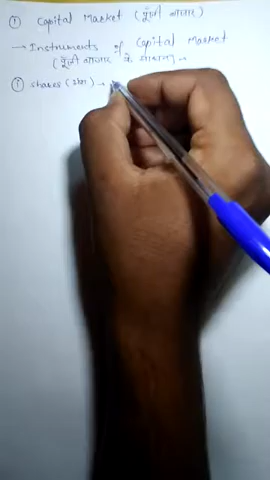 ① Capital Market (पूँजी बाजार)
→ Instruments of Capital Market
(पूँजी बाजार के साधन) →
① Shares (अंश) →